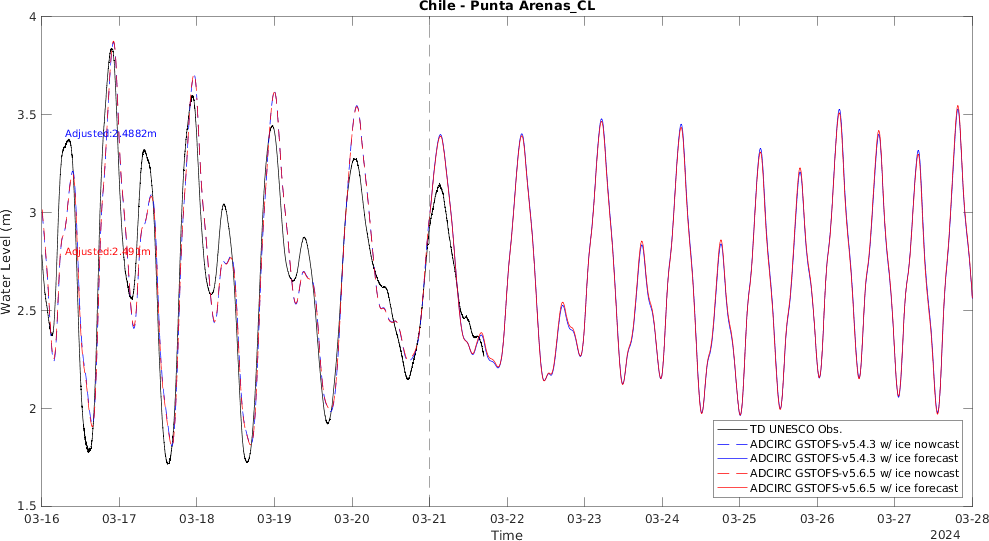 Chile - Punta Arenas_CL
Water Level (m)
4
3.5
3
2.5
2
1.5
Adjusted:2.4882m
Adjusted:2.491m
TD UNESCO Obs.
ADCIRC GSTOFS-v5.4.3 w/ ice nowcast
ADCIRC GSTOFS-v5.4.3 w/ ice forecast
ADCIRC GSTOFS-v5.6.5 w/ ice nowcast
ADCIRC GSTOFS-v5.6.5 w/ ice forecast
03-16 03-17 03-18 03-19 03-20 03-21 03-22 03-23 03-24 03-25 03-26 03-27 03-28
Time
2024